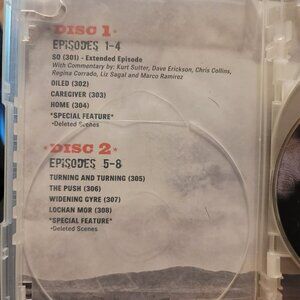 DISC 1
EPISODES 1-4
SO (301) - Extended Episode
With Commentary by: Kurt Sutter, Dave Erickson, Chris Collins,
Regina Corrado, Liz Sagal and Marco Ramirez
OILED (302)
CAREGIVER (303)
HOME (304)
*SPECIAL FEATURE*
•Deleted Scenes
DISC 2
EPISODES 5-8
TURNING AND TURNING (305)
THE PUSH (306)
WIDENING GYRE (307)
LOCHAN MOR (308)
*SPECIAL FEATURE*
•Deleted Scenes